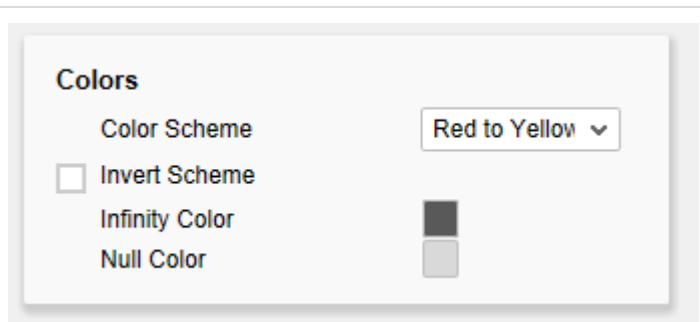 Colors
Color Scheme Red to Yellow
Invert Scheme
Infinity Color
Null Color